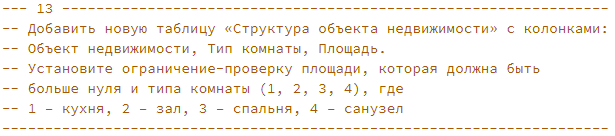 --- 13 ----------------------------------------------------------------------
-- Добавить новую таблицу «Структура объекта недвижимости» с колонками:
-- Объект недвижимости, Тип комнаты, Площадь.
-- Установите ограничение-проверку площади, которая должна быть
-- больше нуля и типа комнаты (1, 2, 3, 4), где
-- 1 – кухня, 2 – зал, 3 – спальня, 4 – санузел
-----------------------------------------------------------------------------